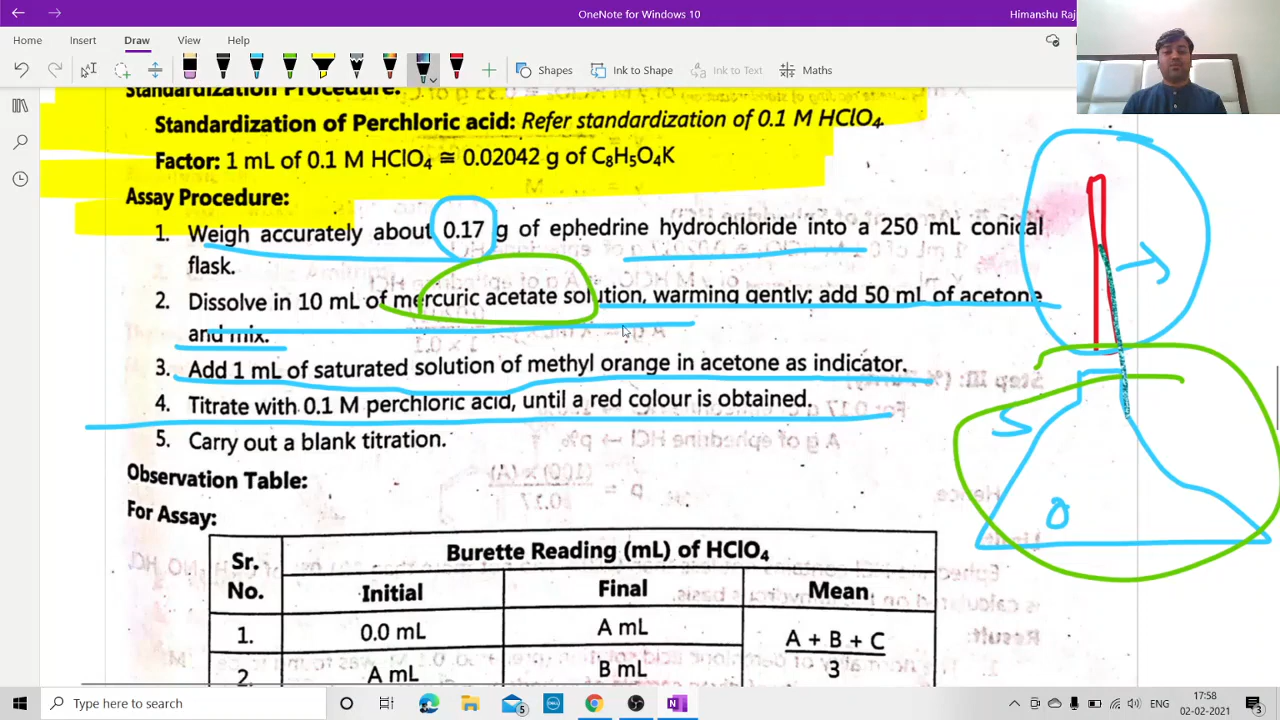 OneNote for Windows 10
Himanshu Raj
Home Insert Draw View Help
Shapes Ink to Shape Ink to Text Maths
Standardization Procedure:
Standardization of Perchloric acid: Refer standardization of 0.1 M HClO₄.
Factor: 1 mL of 0.1 M HClO₄ ≅ 0.02042 g of C₈H₅O₄K
Assay Procedure:
1. Weigh accurately about 0.17 g of ephedrine hydrochloride into a 250 mL conical
flask.
2. Dissolve in 10 mL of mercuric acetate solution, warming gently; add 50 mL of acetone
and mix.
3. Add 1 mL of saturated solution of methyl orange in acetone as indicator.
4. Titrate with 0.1 M perchloric acid, until a red colour is obtained.
5. Carry out a blank titration.
Observation Table:
For Assay:
Sr. No. Burette Reading (mL) of HClO₄
Initial Final Mean
1. 0.0 mL A mL A + B + C
3
2. A mL B mL
Type here to search
5
17:58
02-02-2021
3